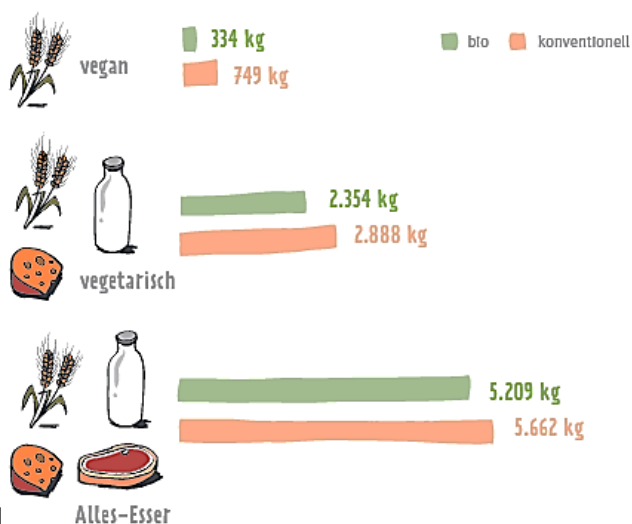 334 kg
bio
konventionell
vegan
749 kg
2.354 kg
2.888 kg
vegetarisch
5.209 kg
5.662 kg
Alles-Esser